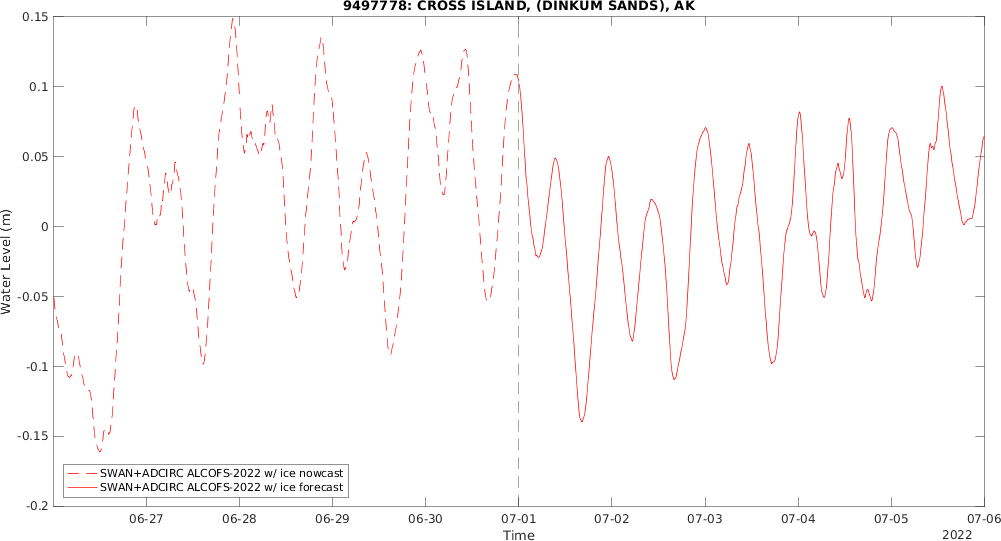 9497778: CROSS ISLAND, (DINKUM SANDS), AK
0.15
0.1
0.05
0
-0.05
-0.1
-0.15
-0.2
Water Level (m)
SWAN+ADCIRC ALCOFS-2022 w/ ice nowcast
SWAN+ADCIRC ALCOFS-2022 w/ ice forecast
06-27 06-28 06-29 06-30 07-01 07-02 07-03 07-04 07-05 07-06
Time
2022